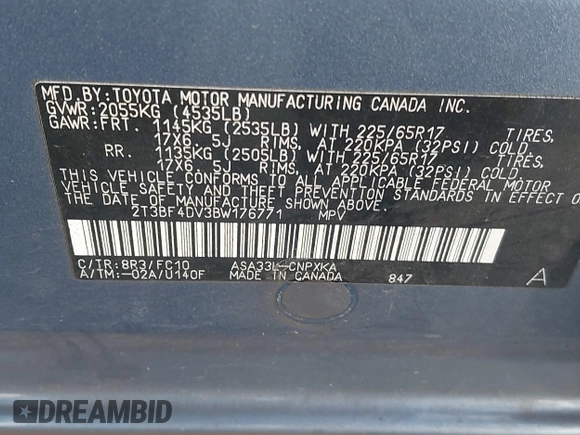 MFD.BY:TOYOTA MOTOR MANUFACTURING CANADA INC.
GVWR:2055KG (4535LB)
GAWR:FRT. 1145KG (2535LB) WITH 225/65R17 TIRES,
17X6.5J RIMS, AT 220KPA (32PSI) COLD.
RR. 1135KG (2505LB) WITH 225/65R17 TIRES,
17X6.5J RIMS, AT 220KPA (32PSI) COLD.
THIS VEHICLE CONFORMS TO ALL APPLICABLE FEDERAL MOTOR
VEHICLE SAFETY AND THEFT PREVENTION STANDARDS IN EFFECT O
THE DATE OF MANUFACTURE SHOWN ABOVE.
2T3BF4DV3BW176771 MPV
C/TR:8R3/FC10 ASA33L-CNPXKA
A/TM:-02A/U140F MADE IN CANADA 847 A
DREAMBID